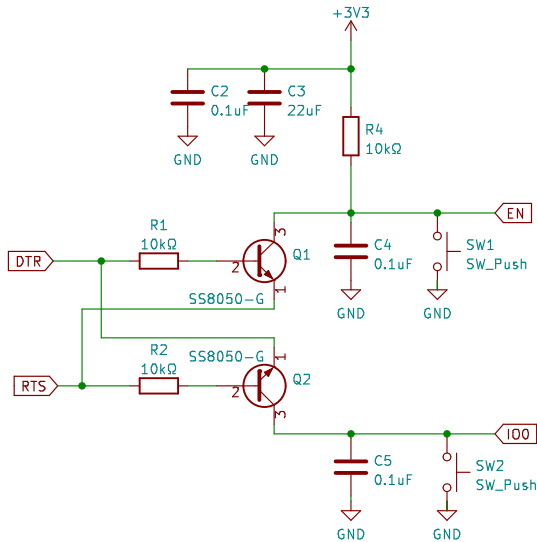 +3V3
C2
0.1uF
GND
C3
22uF
GND
R4
10kΩ
EN
R1
10kΩ
DTR
2
3
1
Q1
SS8050-G
C4
0.1uF
GND
SW1
SW_Push
GND
R2
10kΩ
RTS
SS8050-G
1
2
3
Q2
IO0
C5
0.1uF
GND
SW2
SW_Push
GND